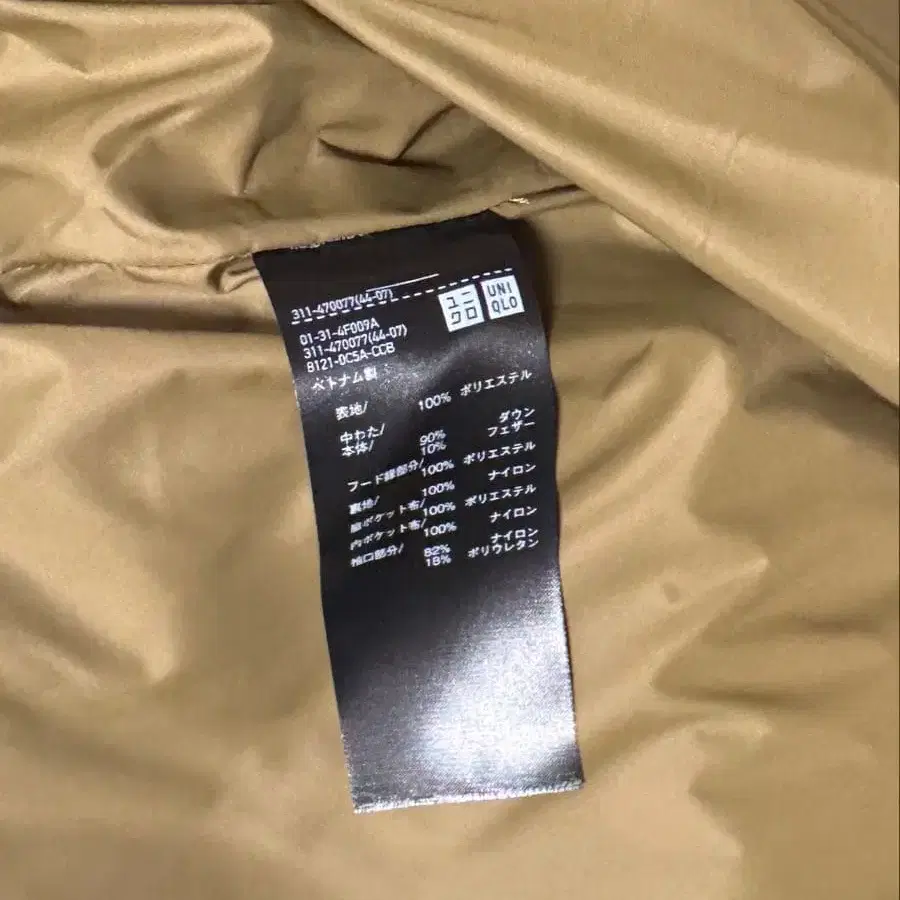 311-470077(44-07)
ユニ
クロ
UNI
QLO
01-31-4F009A
311-470077(44-07)
8121-0C5A-CCB
ベトナム製
表地/ 100% ポリエステル
中わた/
本体/ 90% ダウン
10% フェザー
フード縁部分/ 100% ポリエステル
裏地/ 100% ナイロン
脇ポケット布/ 100% ポリエステル
内ポケット布/ 100% ナイロン
袖口部分/ 82% ナイロン
18% ポリウレタン